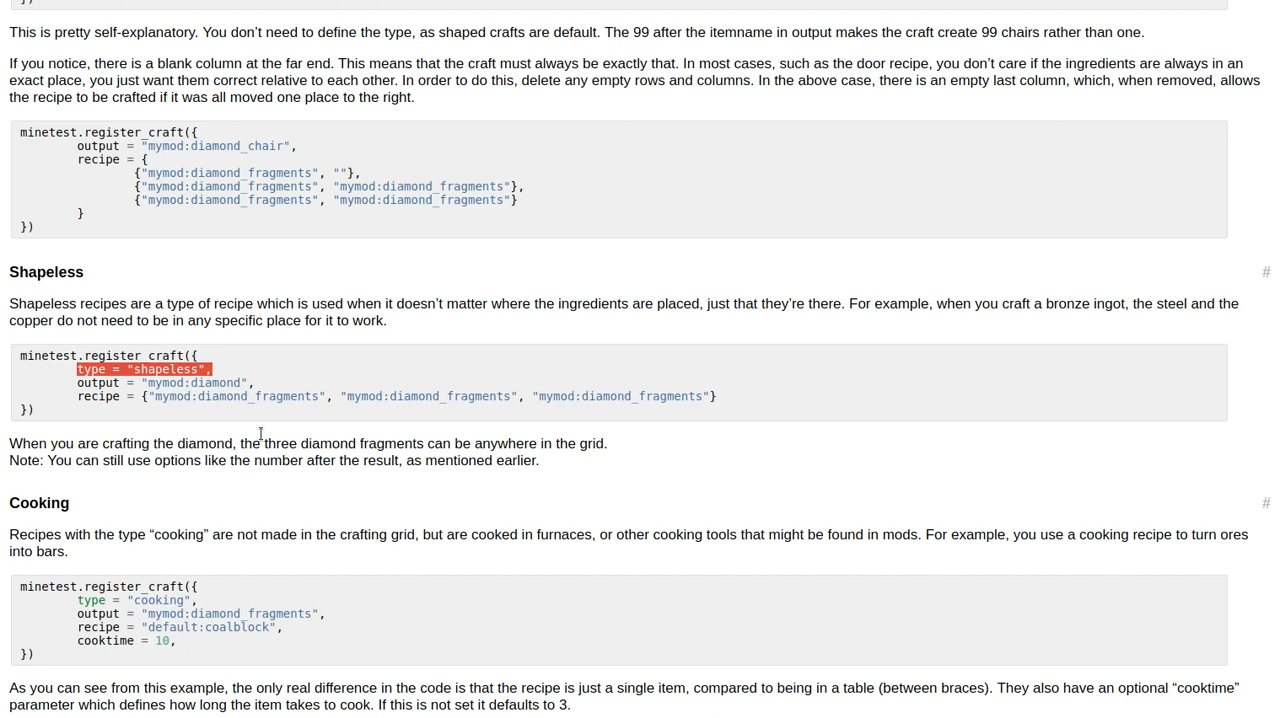 })
This is pretty self-explanatory. You don’t need to define the type, as shaped crafts are default. The 99 after the itemname in output makes the craft create 99 chairs rather than one.
If you notice, there is a blank column at the far end. This means that the craft must always be exactly that. In most cases, such as the door recipe, you don’t care if the ingredients are always in an
exact place, you just want them correct relative to each other. In order to do this, delete any empty rows and columns. In the above case, there is an empty last column, which, when removed, allows
the recipe to be crafted if it was all moved one place to the right.
minetest.register_craft({
        output = "mymod:diamond_chair",
        recipe = {
                {"mymod:diamond_fragments", ""},
                {"mymod:diamond_fragments", "mymod:diamond_fragments"},
                {"mymod:diamond_fragments", "mymod:diamond_fragments"}
        }
})
Shapeless #
Shapeless recipes are a type of recipe which is used when it doesn’t matter where the ingredients are placed, just that they’re there. For example, when you craft a bronze ingot, the steel and the
copper do not need to be in any specific place for it to work.
minetest.register_craft({
        type = "shapeless",
        output = "mymod:diamond",
        recipe = {"mymod:diamond_fragments", "mymod:diamond_fragments", "mymod:diamond_fragments"}
})
When you are crafting the diamond, the three diamond fragments can be anywhere in the grid.
Note: You can still use options like the number after the result, as mentioned earlier.
Cooking #
Recipes with the type “cooking” are not made in the crafting grid, but are cooked in furnaces, or other cooking tools that might be found in mods. For example, you use a cooking recipe to turn ores
into bars.
minetest.register_craft({
        type = "cooking",
        output = "mymod:diamond_fragments",
        recipe = "default:coalblock",
        cooktime = 10,
})
As you can see from this example, the only real difference in the code is that the recipe is just a single item, compared to being in a table (between braces). They also have an optional “cooktime”
parameter which defines how long the item takes to cook. If this is not set it defaults to 3.